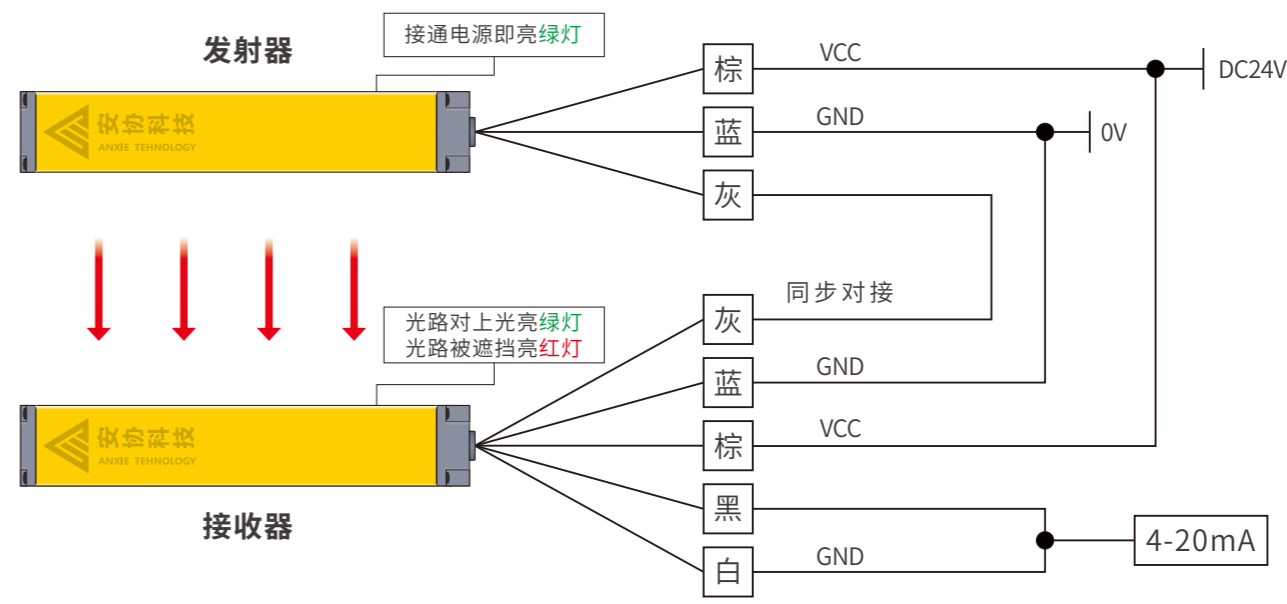 发射器
接通电源即亮绿灯
安协科技
ANXIE TEHNOLOGY
棕
VCC
DC24V
蓝
GND
0V
灰
光路对上光亮绿灯
光路被遮挡亮红灯
灰
同步对接
蓝
GND
安协科技
ANXIE TEHNOLOGY
棕
VCC
黑
接收器
4-20mA
白
GND